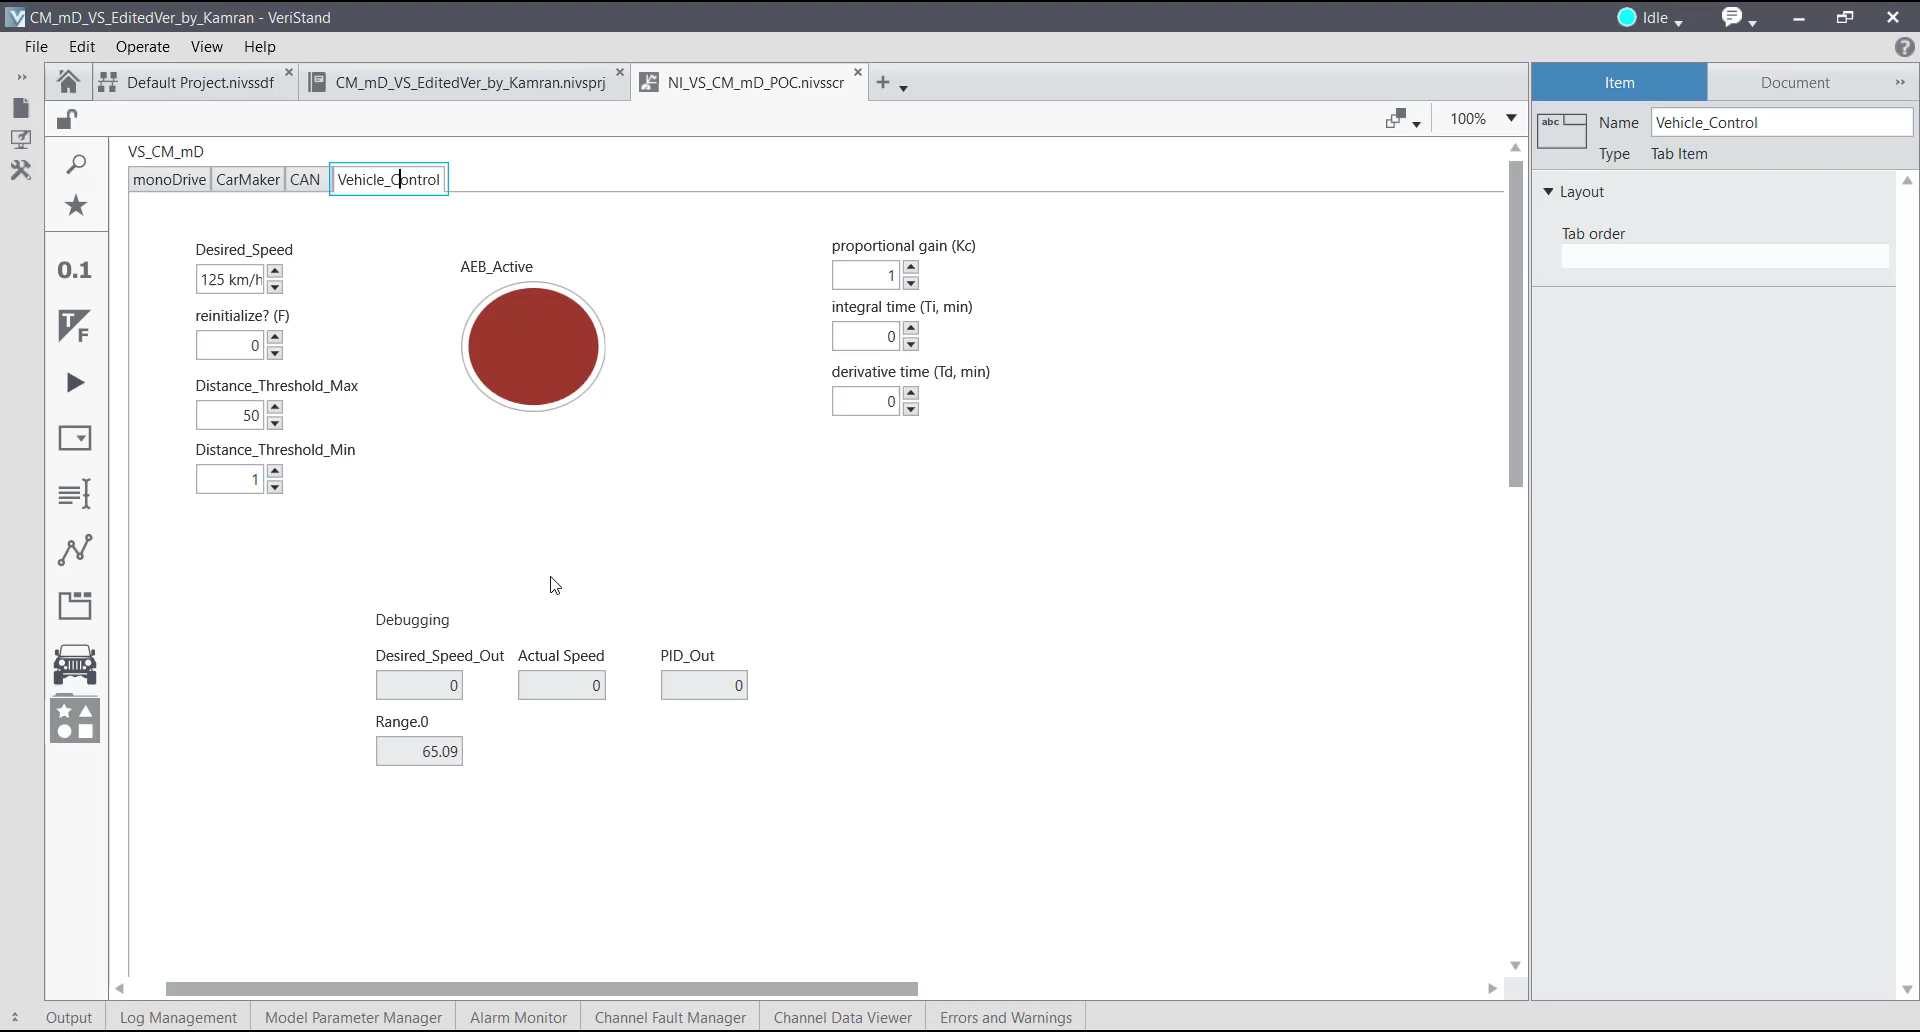 CM_mD_VS_EditedVer_by_Kamran - VeriStand
Idle
File Edit Operate View Help
Default Project.nivssdf
CM_mD_VS_EditedVer_by_Kamran.nivsprj
NI_VS_CM_mD_POC.nivsscr
Item
Document
100%
abc
Name
Vehicle_Control
Type
Tab Item
VS_CM_mD
monoDrive
CarMaker
CAN
Vehicle_Control
Layout
Tab order
0.1
T/F
Desired_Speed
125 km/h
reinitialize? (F)
0
Distance_Threshold_Max
50
Distance_Threshold_Min
1
AEB_Active
proportional gain (Kc)
1
integral time (Ti, min)
0
derivative time (Td, min)
0
Debugging
Desired_Speed_Out Actual Speed PID_Out
0 0 0
Range.0
65.09
Output Log Management Model Parameter Manager Alarm Monitor Channel Fault Manager Channel Data Viewer Errors and Warnings